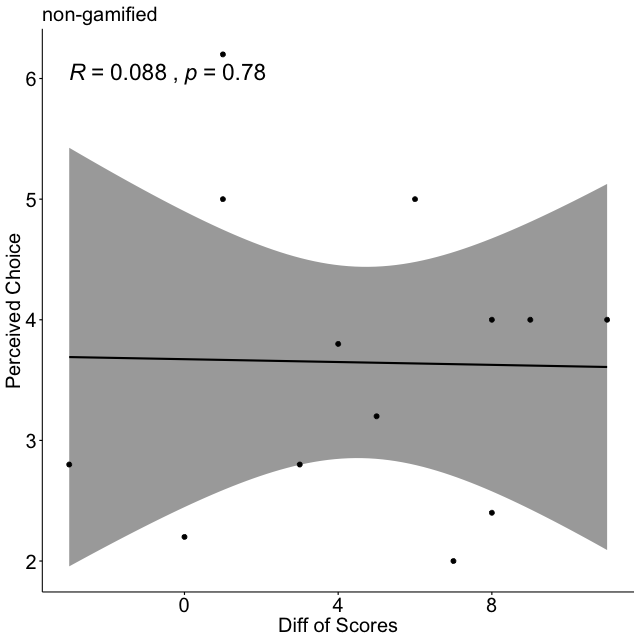 non-gamified
R = 0.088 , p = 0.78
6
5
4
3
2
Perceived Choice
0 4 8
Diff of Scores